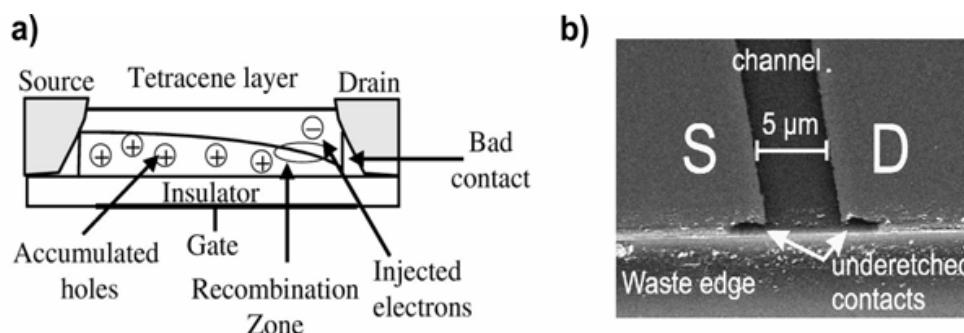 a)
Source
Tetracene layer
Drain
Bad
contact
Insulator
Gate
Accumulated
holes
Recombination
Zone
Injected
electrons
b)
channel
5 µm
S
D
Waste edge
underetched
contacts